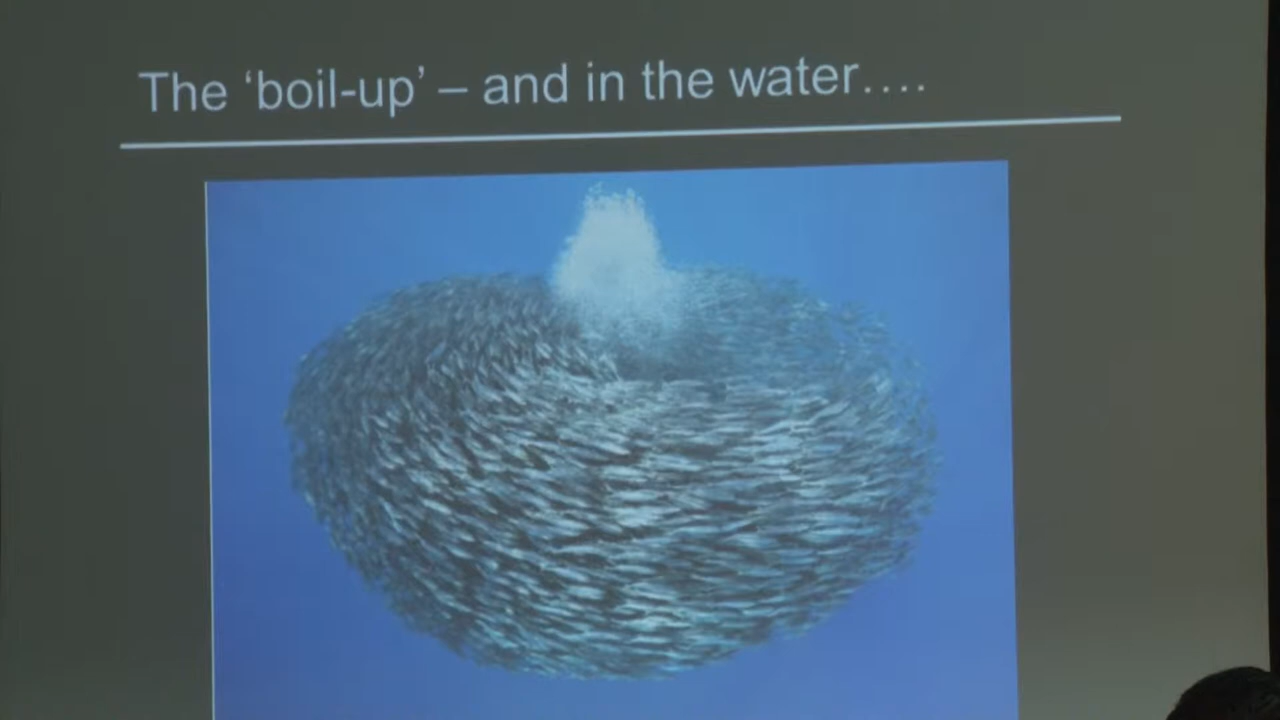 The ‘boil-up’ – and in the water….